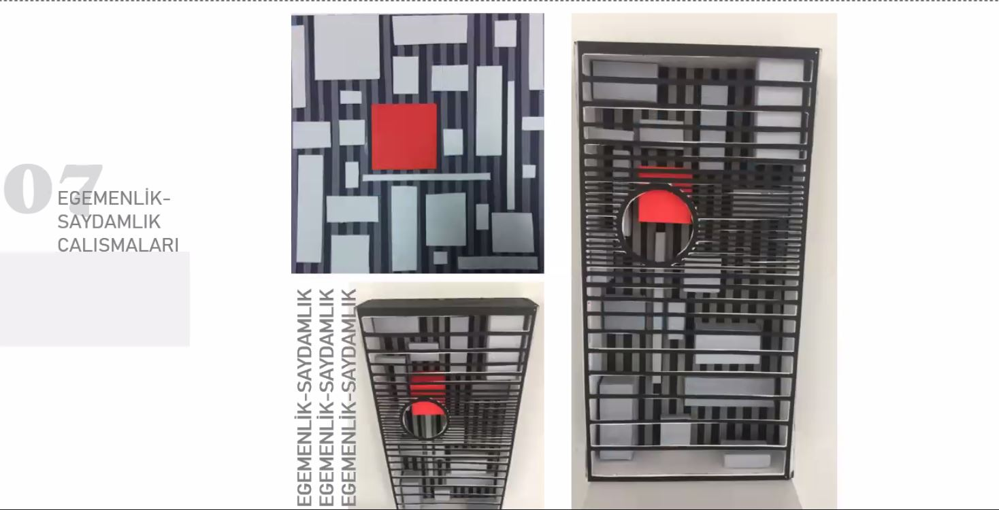 07
EGEMENLİK-
SAYDAMLIK
CALISMALARI
EGEMENLİK-SAYDAMLIK
EGEMENLİK-SAYDAMLIK
EGEMENLİK-SAYDAMLIK